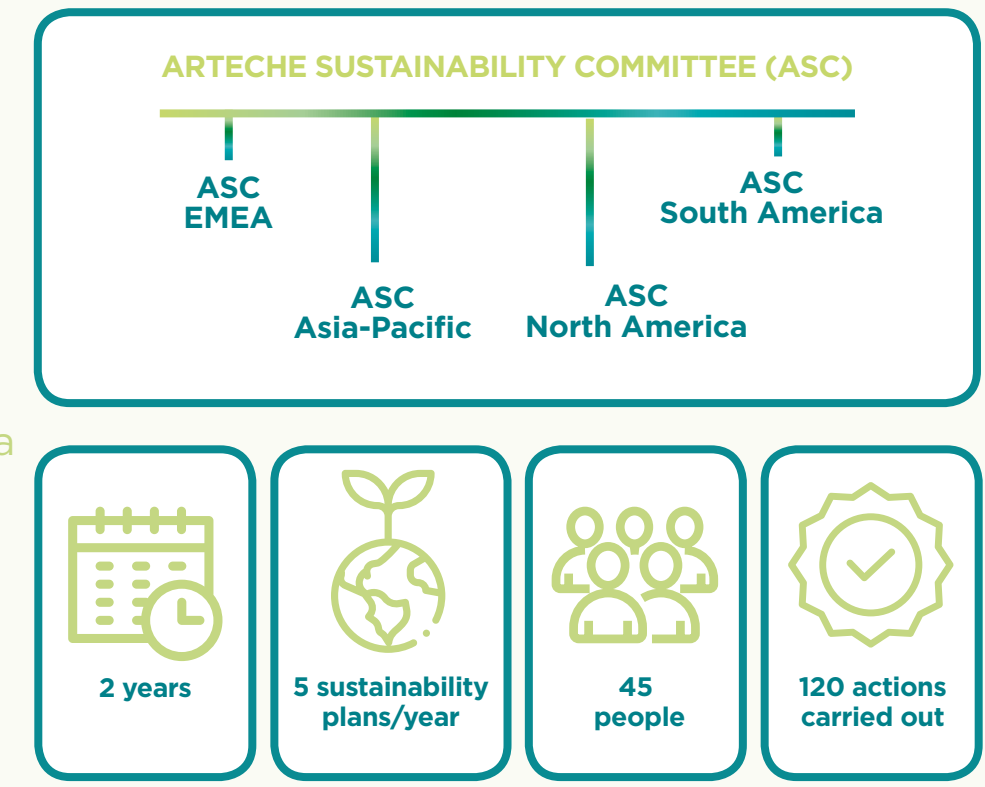 ARTECHE SUSTAINABILITY COMMITTEE (ASC)
ASC
EMEA
ASC
Asia-Pacific
ASC
North America
ASC
South America
a
2 years
5 sustainability
plans/year
45
people
120 actions
carried out